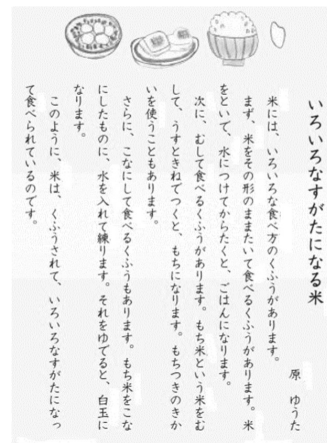 いろいろなすがたになる米
原　ゆうた
米には、いろいろな食べ方のくふうがあります。
まず、米をその形のままたいて食べるくふうがあります。米
をといで、水につけてからたくと、ごはんになります。
次に、むして食べるくふうがあります。もち米という米をむ
して、うすときねでつくと、もちになります。もちつきのきか
いを使うこともあります。
さらに、こなにして食べるくふうもあります。もち米をこな
にしたものに、水を入れて練ります。それをゆでると、白玉に
なります。
このように、米は、くふうされて、いろいろなすがたになっ
て食べられているのです。